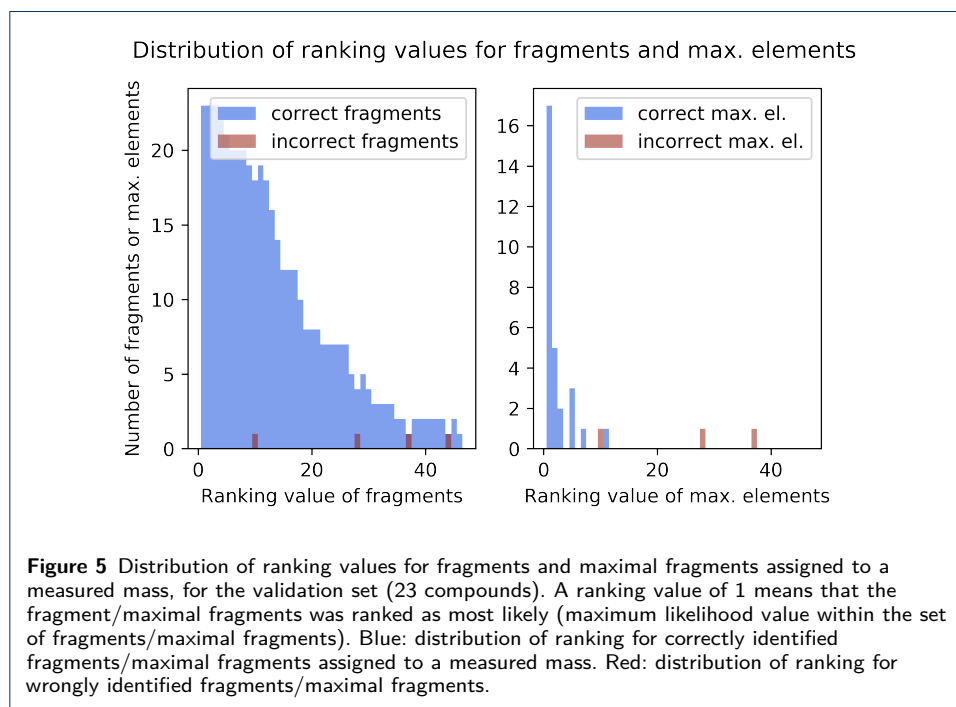 Distribution of ranking values for fragments and max. elements
Number of fragments or max. elements
correct fragments
incorrect fragments
20
15
10
5
0
0 20 40
Ranking value of fragments
correct max. el.
incorrect max. el.
16
14
12
10
8
6
4
2
0
0 20 40
Ranking value of max. elements
Figure 5 Distribution of ranking values for fragments and maximal fragments assigned to a
measured mass, for the validation set (23 compounds). A ranking value of 1 means that the
fragment/maximal fragments was ranked as most likely (maximum likelihood value within the set
of fragments/maximal fragments). Blue: distribution of ranking for correctly identified
fragments/maximal fragments assigned to a measured mass. Red: distribution of ranking for
wrongly identified fragments/maximal fragments.